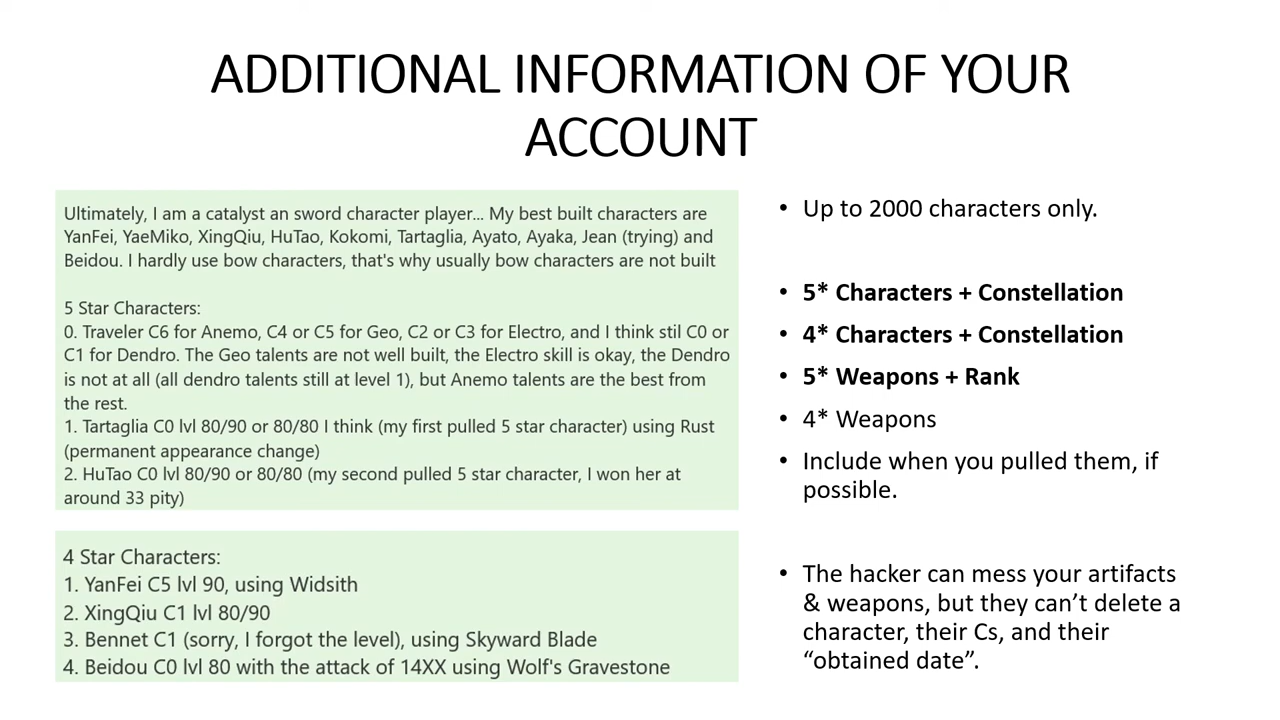 ADDITIONAL INFORMATION OF YOUR
ACCOUNT
Ultimately, I am a catalyst an sword character player... My best built characters are
YanFei, YaeMiko, XingQiu, HuTao, Kokomi, Tartaglia, Ayato, Ayaka, Jean (trying) and
Beidou. I hardly use bow characters, that's why usually bow characters are not built
5 Star Characters:
0. Traveler C6 for Anemo, C4 or C5 for Geo, C2 or C3 for Electro, and I think stil C0 or
C1 for Dendro. The Geo talents are not well built, the Electro skill is okay, the Dendro
is not at all (all dendro talents still at level 1), but Anemo talents are the best from
the rest.
1. Tartaglia C0 lvl 80/90 or 80/80 I think (my first pulled 5 star character) using Rust
(permanent appearance change)
2. HuTao C0 lvl 80/90 or 80/80 (my second pulled 5 star character, I won her at
around 33 pity)
4 Star Characters:
1. YanFei C5 lvl 90, using Widsith
2. XingQiu C1 lvl 80/90
3. Bennet C1 (sorry, I forgot the level), using Skyward Blade
4. Beidou C0 lvl 80 with the attack of 14XX using Wolf's Gravestone
• Up to 2000 characters only.
• 5* Characters + Constellation
• 4* Characters + Constellation
• 5* Weapons + Rank
• 4* Weapons
• Include when you pulled them, if
possible.
• The hacker can mess your artifacts
& weapons, but they can’t delete a
character, their Cs, and their
“obtained date”.